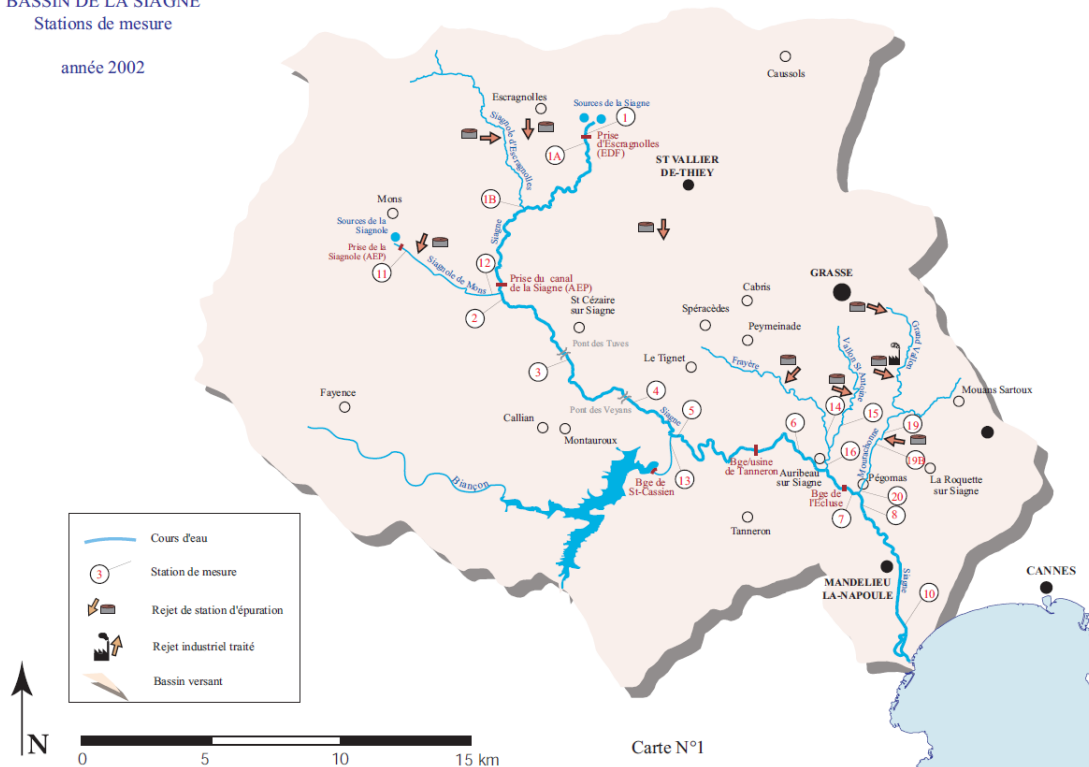 BASSIN DE LA SIAGNE
Stations de mesure
année 2002
Caussols
Escragnolles
Sources de la Siagne
1
Prise
d'Escragnolles
(EDF)
1A
Siagnole d'Escragnolles
ST VALLIER
DE-THIEY
1B
Mons
Sources de la
Siagnole
Prise de la
Siagnole (AEP)
11
Siagnole de Mons
Siagne
12
Prise du canal
de la Siagne (AEP)
2
St Cézaire
sur Siagne
GRASSE
Cabris
Spéracèdes
Peymeinade
Pont des Tuves
3
Le Tignet
Frayère
Vallon St Antoine
Grand Vallon
Mouans Sartoux
Fayence
4
Pont des Veyans
Callian
Montauroux
Siagne
5
6
14
15
19
Mourachonne
16
19B
Bge/usine
de Tanneron
Auribeau
sur Siagne
Pégomas
La Roquette
sur Siagne
Biançon
Bge de
St-Cassien
13
Bge de
l'Ecluse
20
7
8
Tanneron
MANDELIEU
LA-NAPOULE
Siagne
10
CANNES
Cours d'eau
3
Station de mesure
Rejet de station d'épuration
Rejet industriel traité
Bassin versant
N
0
5
10
15 km
Carte N°1